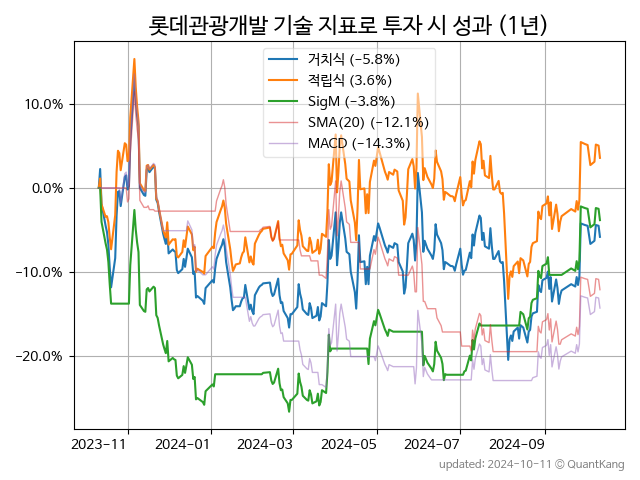 롯데관광개발 기술 지표로 투자 시 성과 (1년)
거치식 (−5.8%)
적립식 (3.6%)
SigM (−3.8%)
SMA(20) (−12.1%)
MACD (−14.3%)
10.0%
0.0%
−10.0%
−20.0%
2023-11 2024-01 2024-03 2024-05 2024-07 2024-09
updated: 2024-10-11 © QuantKang